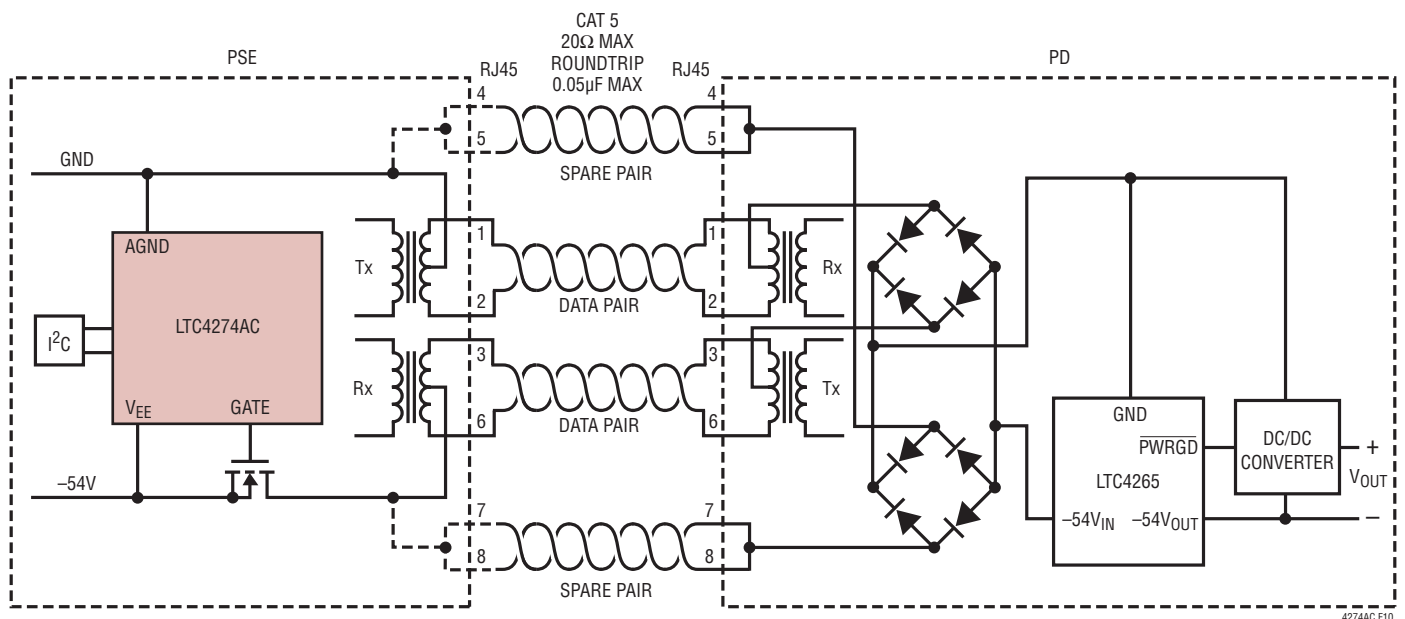 CAT 5
20Ω MAX
ROUNDTRIP
0.05µF MAX
PSE
RJ45
RJ45
PD
4
5
4
5
SPARE PAIR
GND
AGND
Tx
1
2
1
2
Rx
DATA PAIR
I²C
LTC4274AC
Rx
3
6
3
6
Tx
DATA PAIR
VEE
GATE
–54V
GND
PWRGD
LTC4265
–54VIN
–54VOUT
DC/DC
CONVERTER
+
VOUT
–
7
8
7
8
SPARE PAIR
4274AC F10